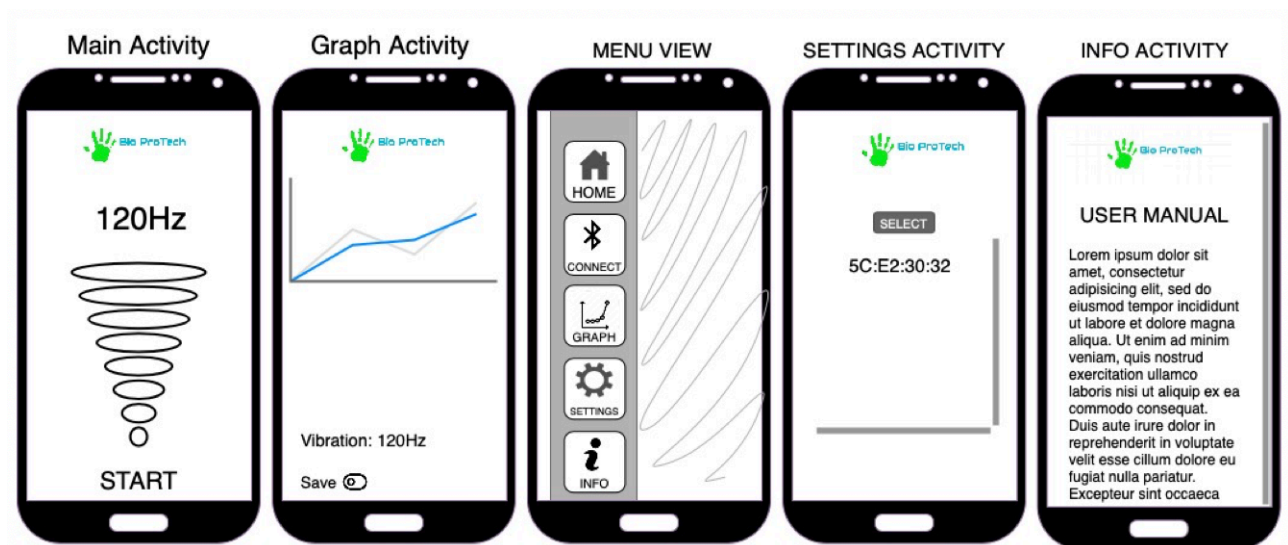 Main Activity
Bio ProTech
120Hz
START
Graph Activity
Bio ProTech
Vibration: 120Hz
Save
MENU VIEW
HOME
CONNECT
GRAPH
SETTINGS
INFO
SETTINGS ACTIVITY
Bio ProTech
SELECT
5C:E2:30:32
INFO ACTIVITY
Bio ProTech
USER MANUAL
Lorem ipsum dolor sit
amet, consectetur
adipisicing elit, sed do
eiusmod tempor incididunt
ut labore et dolore magna
aliqua. Ut enim ad minim
veniam, quis nostrud
exercitation ullamco
laboris nisi ut aliquip ex ea
commodo consequat.
Duis aute irure dolor in
reprehenderit in voluptate
velit esse cillum dolore eu
fugiat nulla pariatur.
Excepteur sint occaeca